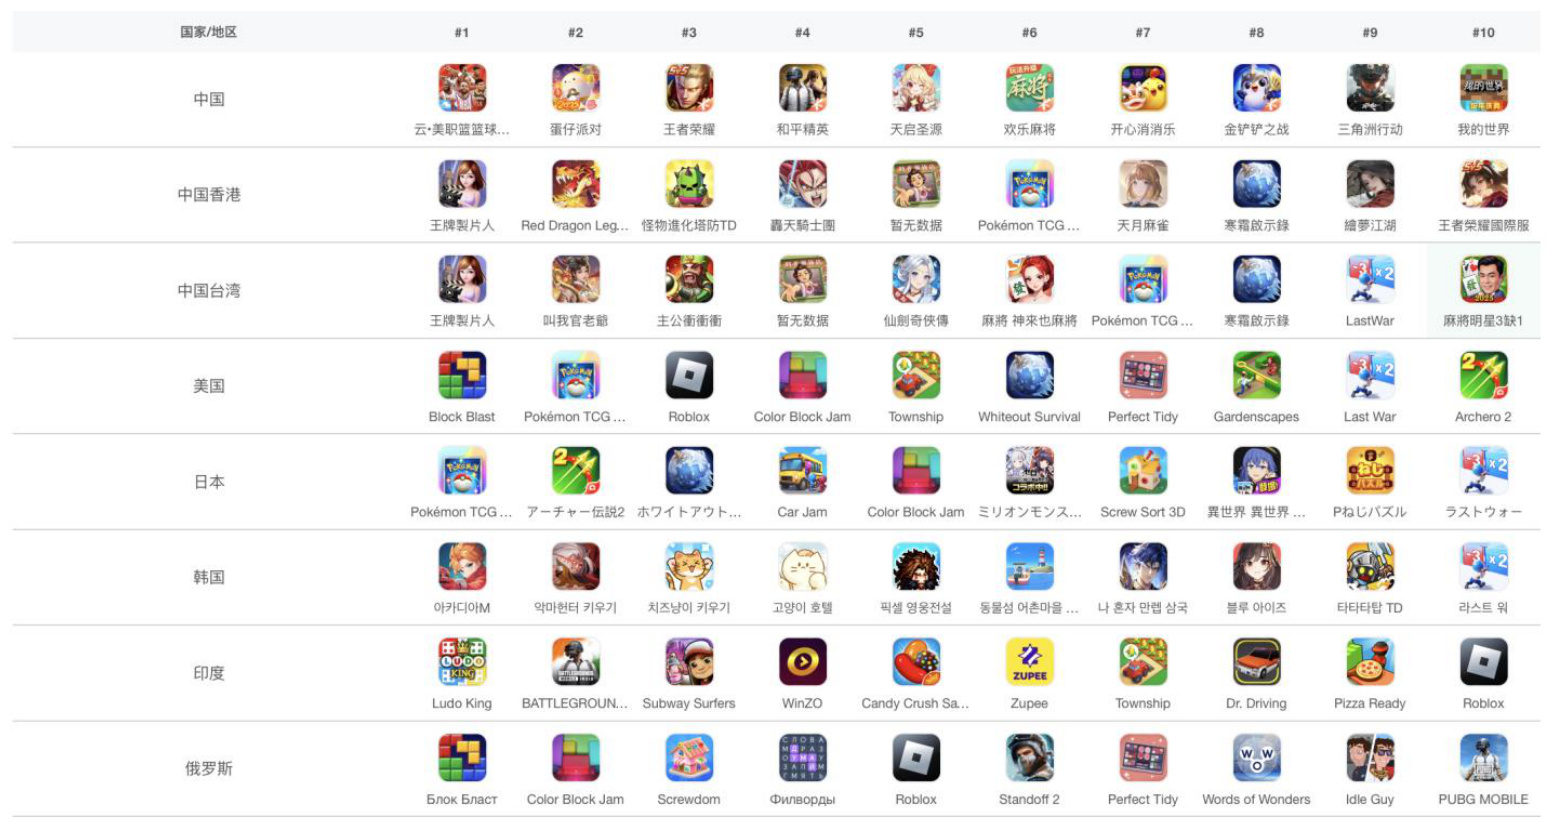 国家/地区 #1 #2 #3 #4 #5 #6 #7 #8 #9 #10
中国
云•美职篮篮球... 蛋仔派对 王者荣耀 和平精英 天启圣源 欢乐麻将 开心消消乐 金铲铲之战 三角洲行动 我的世界
中国香港
王牌製片人 Red Dragon Leg... 怪物進化塔防TD 轟天騎士團 暂无数据 Pokémon TCG ... 天月麻雀 寒霜啟示錄 繪夢江湖 王者榮耀國際服
中国台湾
王牌製片人 叫我官老爺 主公衝衝衝 暂无数据 仙劍奇俠傳 麻將 神來也麻將 Pokémon TCG ... 寒霜啟示錄 LastWar 麻將明星3缺1
美国
Block Blast Pokémon TCG ... Roblox Color Block Jam Township Whiteout Survival Perfect Tidy Gardenscapes Last War Archero 2
日本
Pokémon TCG ... アーチャー伝説2 ホワイトアウト... Car Jam Color Block Jam ミリオンモンス... Screw Sort 3D 異世界 異世界 ... Pねじパズル ラストウォー
韩国
아카디아M 악마헌터 키우기 치즈냥이 키우기 고양이 호텔 픽셀 영웅전설 동물섬 어촌마을 ... 나 혼자 만렙 삼국 블루 아이즈 타타타탑 TD 라스트 워
印度
Ludo King BATTLEGROUN... Subway Surfers WinZO Candy Crush Sa... Zupee Township Dr. Driving Pizza Ready Roblox
俄罗斯
Блок Бласт Color Block Jam Screwdom Филворды Roblox Standoff 2 Perfect Tidy Words of Wonders Idle Guy PUBG MOBILE